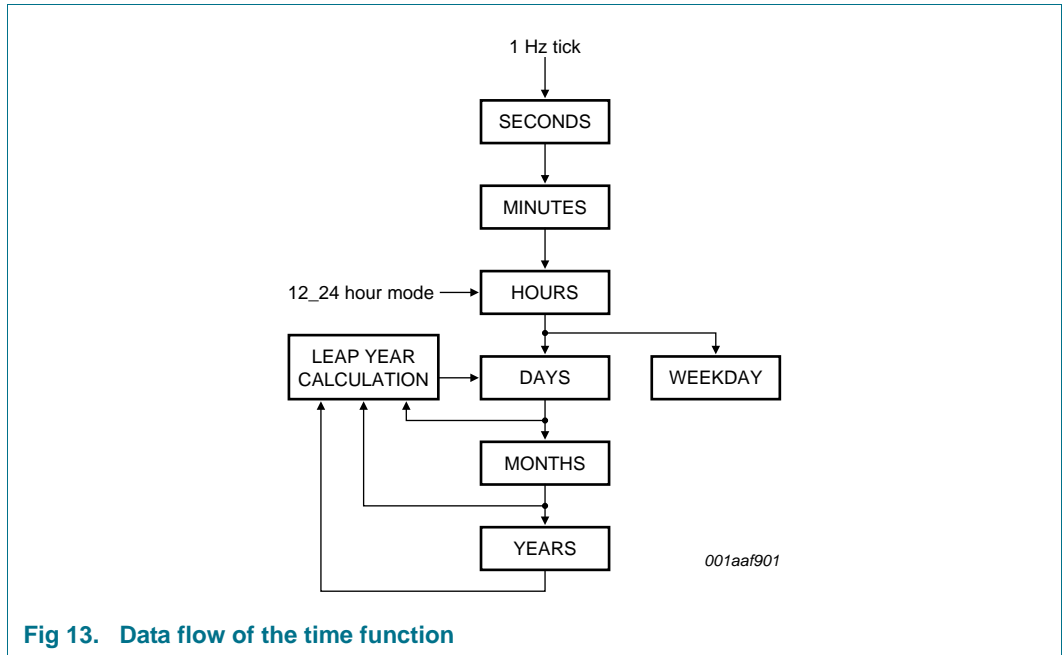 1 Hz tick
SECONDS
MINUTES
12_24 hour mode
HOURS
LEAP YEAR
CALCULATION
DAYS
WEEKDAY
MONTHS
YEARS
001aaf901
Fig 13. Data flow of the time function